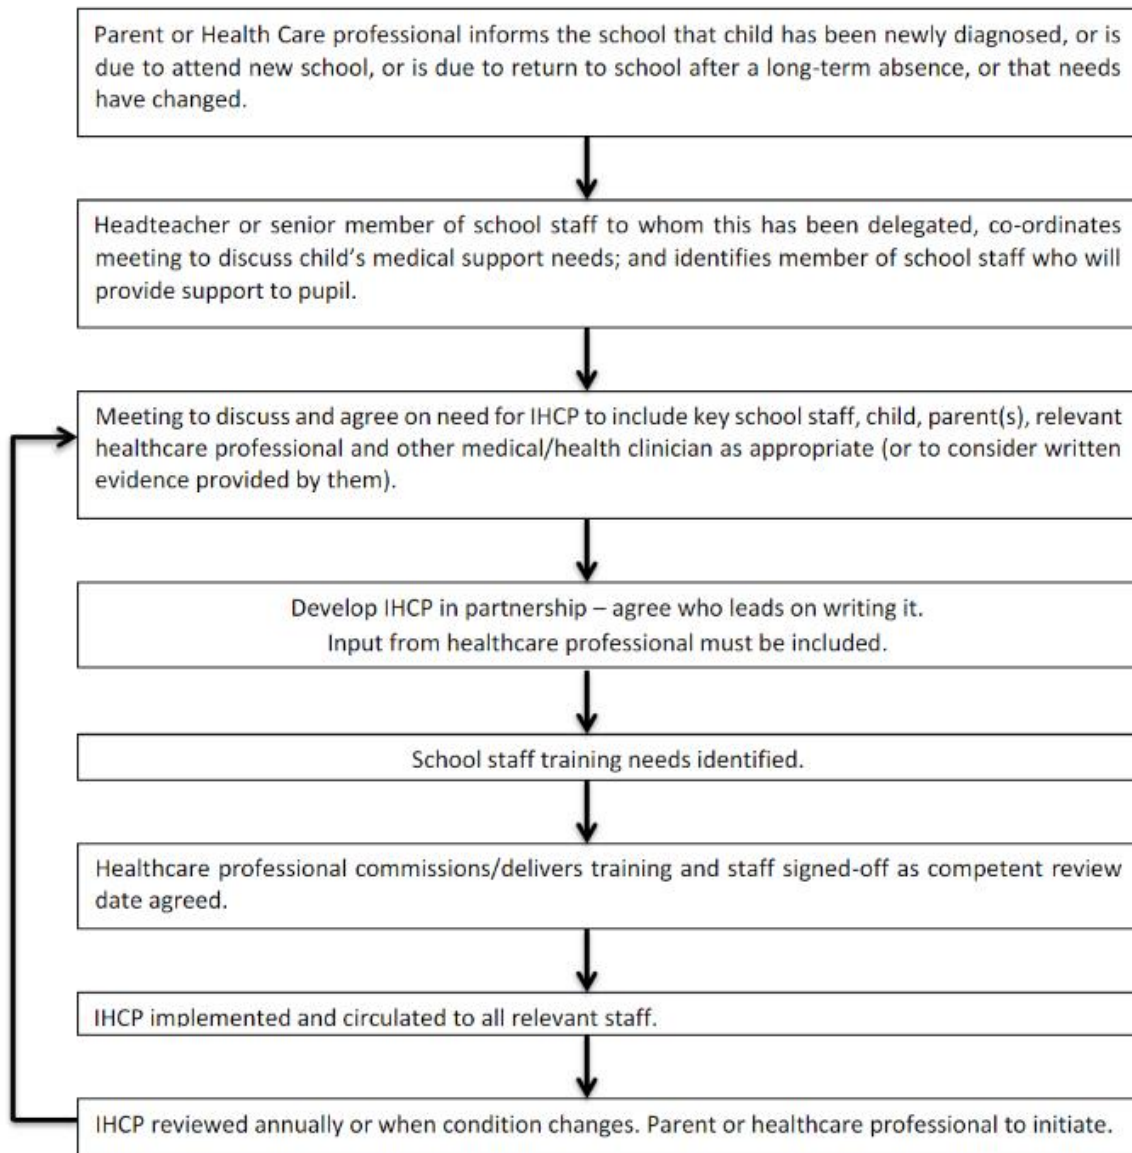 Parent or Health Care professional informs the school that child has been newly diagnosed, or is
due to attend new school, or is due to return to school after a long-term absence, or that needs
have changed.
Headteacher or senior member of school staff to whom this has been delegated, co-ordinates
meeting to discuss child's medical support needs; and identifies member of school staff who will
provide support to pupil.
Meeting to discuss and agree on need for IHCP to include key school staff, child, parent(s), relevant
healthcare professional and other medical/health clinician as appropriate (or to consider written
evidence provided by them).
Develop IHCP in partnership – agree who leads on writing it.
Input from healthcare professional must be included.
School staff training needs identified.
Healthcare professional commissions/delivers training and staff signed-off as competent review
date agreed.
IHCP implemented and circulated to all relevant staff.
IHCP reviewed annually or when condition changes. Parent or healthcare professional to initiate.